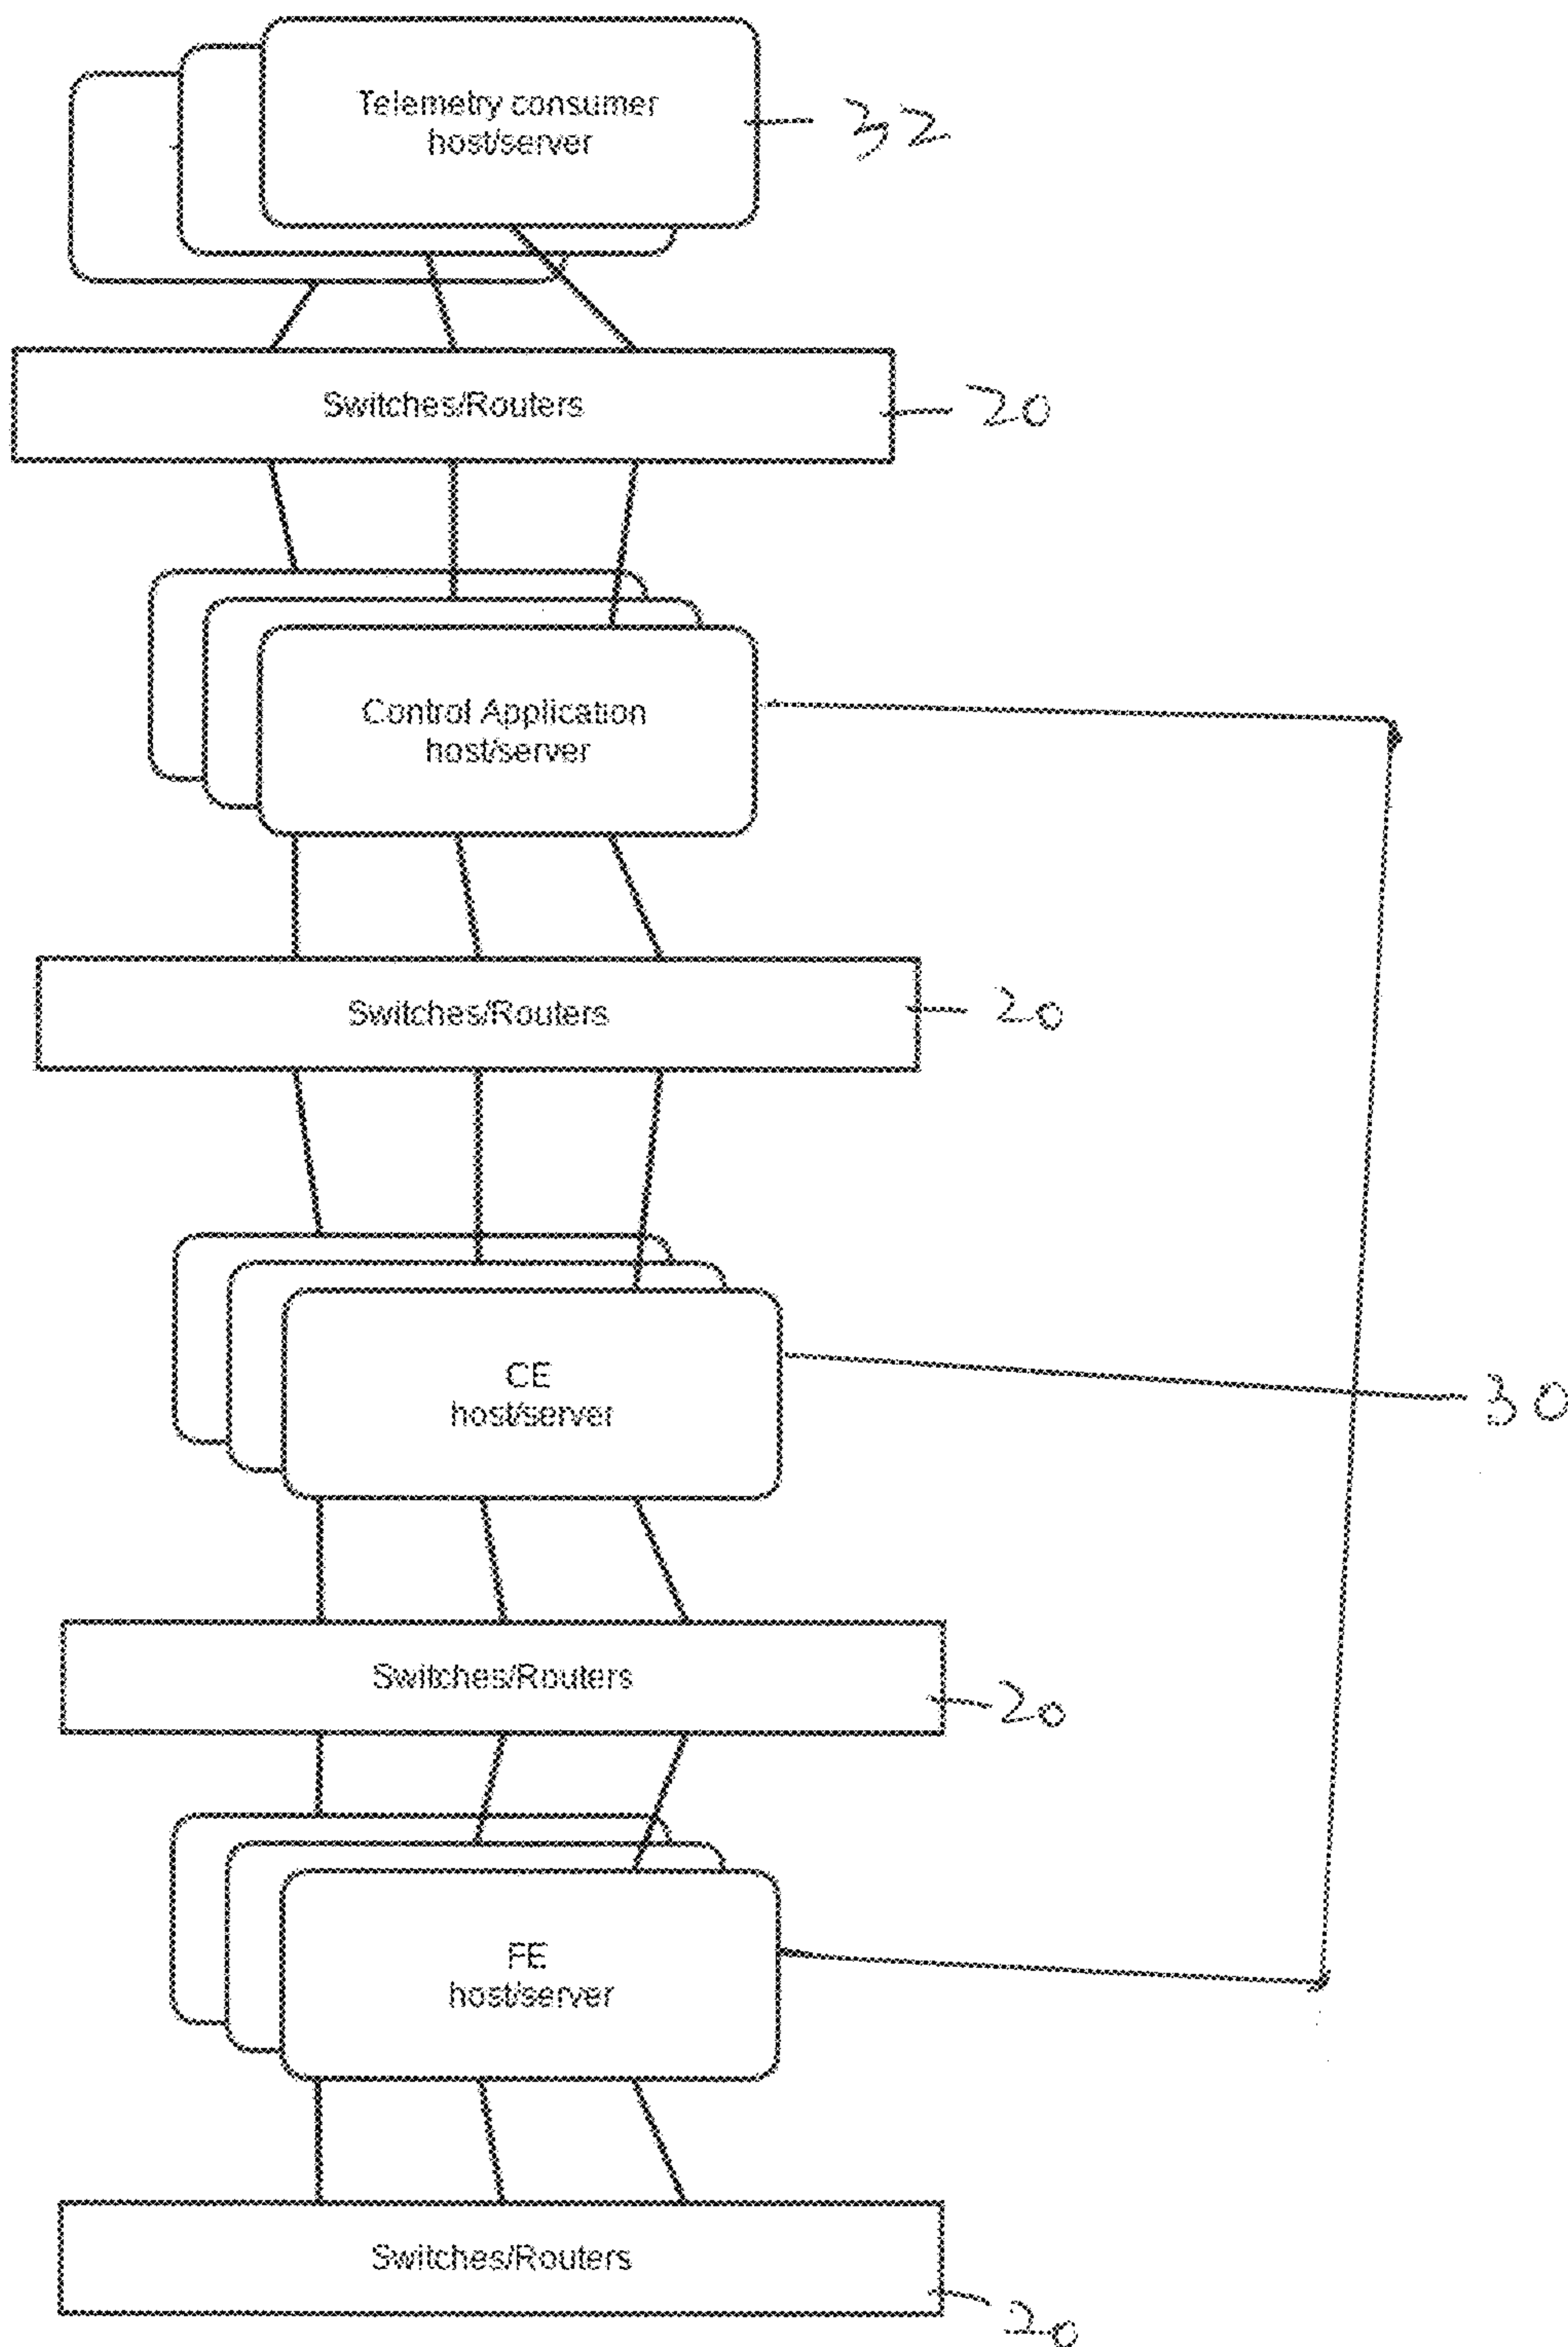 Telemetry consumer
host/server
32
Switches/Routers
20
Control Application
host/server
Switches/Routers
20
CE
host/server
30
Switches/Routers
20
FE
host/server
Switches/Routers
20